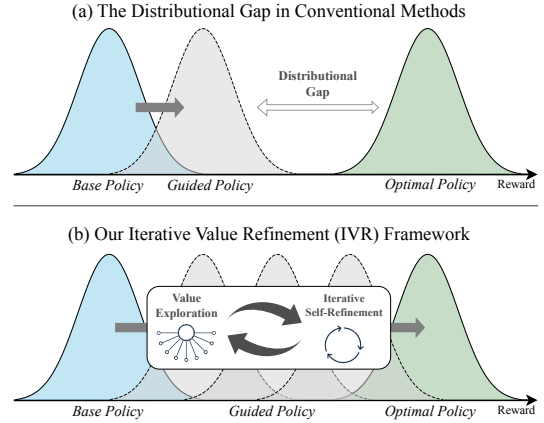 (a) The Distributional Gap in Conventional Methods
Distributional
Gap
Base Policy
Guided Policy
Optimal Policy
Reward
(b) Our Iterative Value Refinement (IVR) Framework
Value
Exploration
Iterative
Self-Refinement
Base Policy
Guided Policy
Optimal Policy
Reward